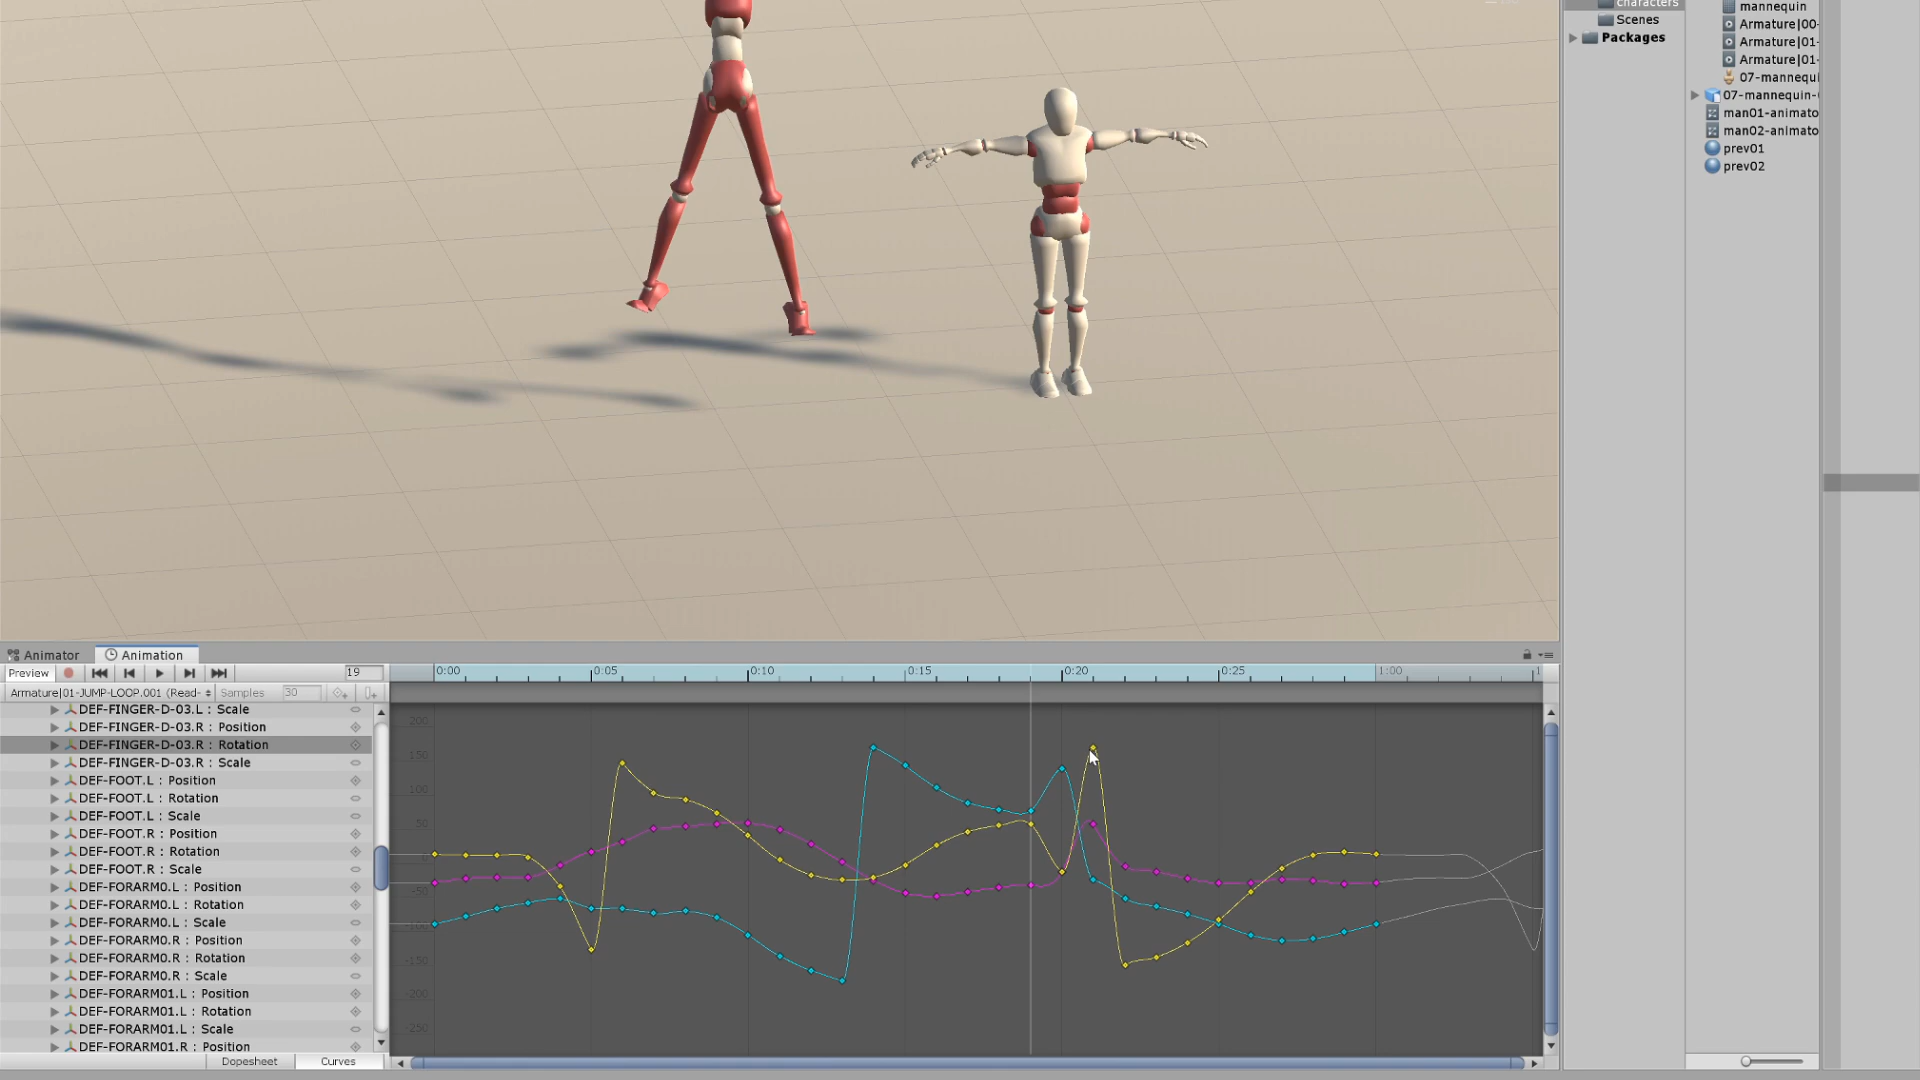 characters
Scenes
Packages
mannequin
Armature|00-
Armature|01-
Armature|01-
07-mannequi
07-mannequin-
man01-animato
man02-animato
prev01
prev02
Animator
Animation
Preview
19
Armature|01-JUMP-LOOP.001 (Read-
Samples
30
0:00
0:05
0:10
0:15
0:20
0:25
1:00
DEF-FINGER-D-03.L : Scale
DEF-FINGER-D-03.R : Position
DEF-FINGER-D-03.R : Rotation
DEF-FINGER-D-03.R : Scale
DEF-FOOT.L : Position
DEF-FOOT.L : Rotation
DEF-FOOT.L : Scale
DEF-FOOT.R : Position
DEF-FOOT.R : Rotation
DEF-FOOT.R : Scale
DEF-FORARM0.L : Position
DEF-FORARM0.L : Rotation
DEF-FORARM0.L : Scale
DEF-FORARM0.R : Position
DEF-FORARM0.R : Rotation
DEF-FORARM0.R : Scale
DEF-FORARM01.L : Position
DEF-FORARM01.L : Rotation
DEF-FORARM01.L : Scale
DEF-FORARM01.R : Position
200
150
100
50
0
-50
-100
-150
-200
-250
Dopesheet
Curves